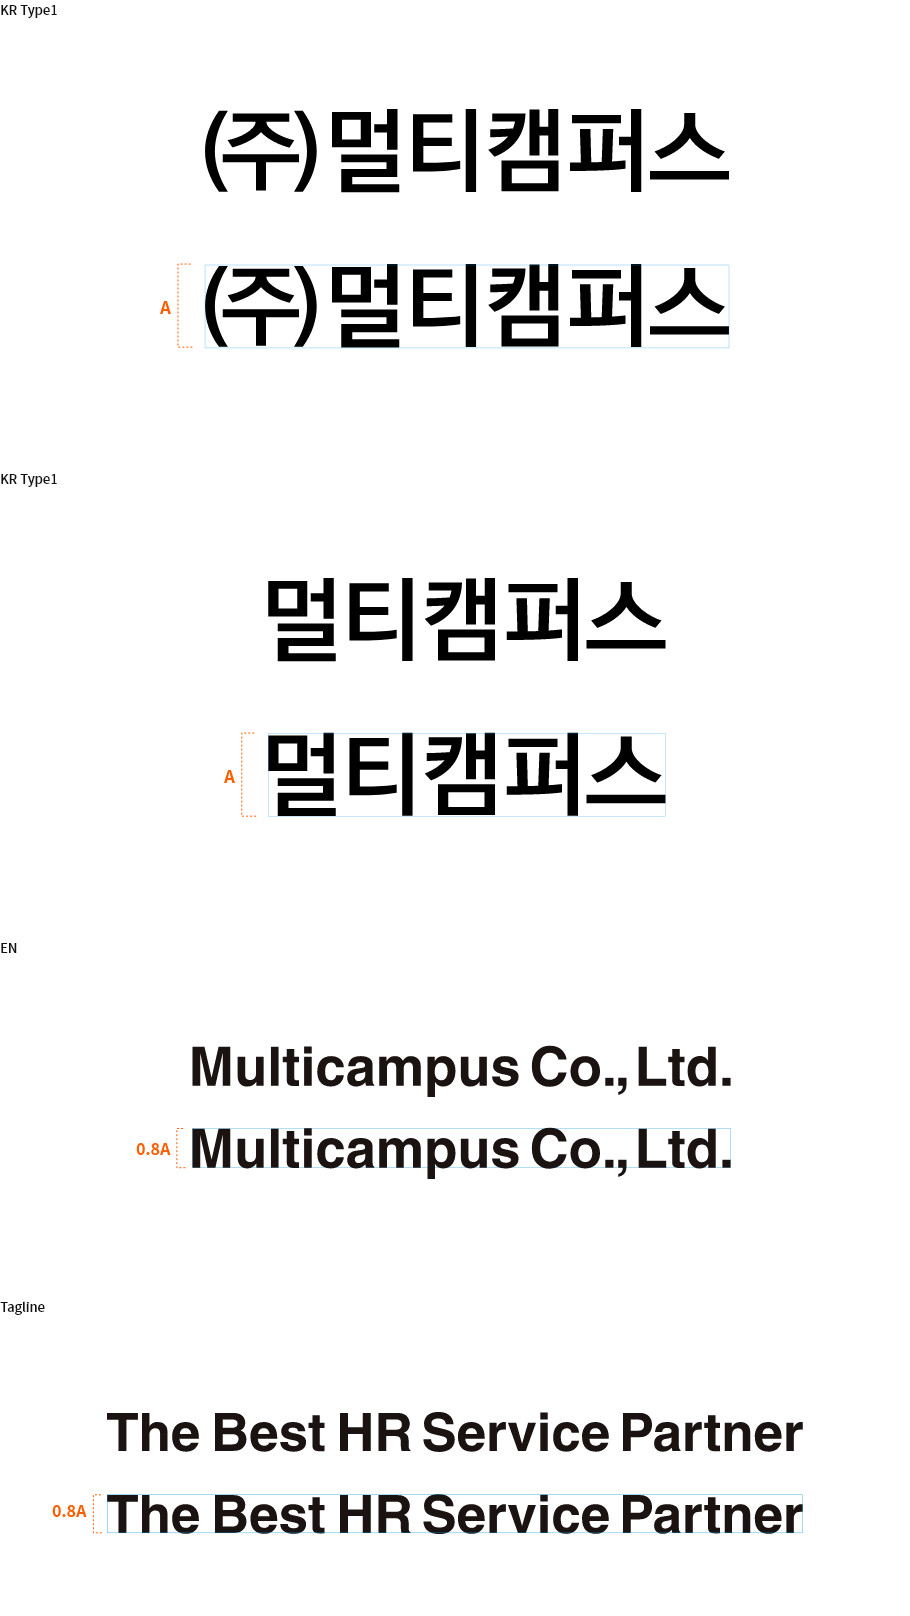 KR Type1
(주)멀티캠퍼스
A
(주)멀티캠퍼스
KR Type1
멀티캠퍼스
A
멀티캠퍼스
EN
Multicampus Co., Ltd.
0.8A
Multicampus Co., Ltd.
Tagline
The Best HR Service Partner
0.8A
The Best HR Service Partner